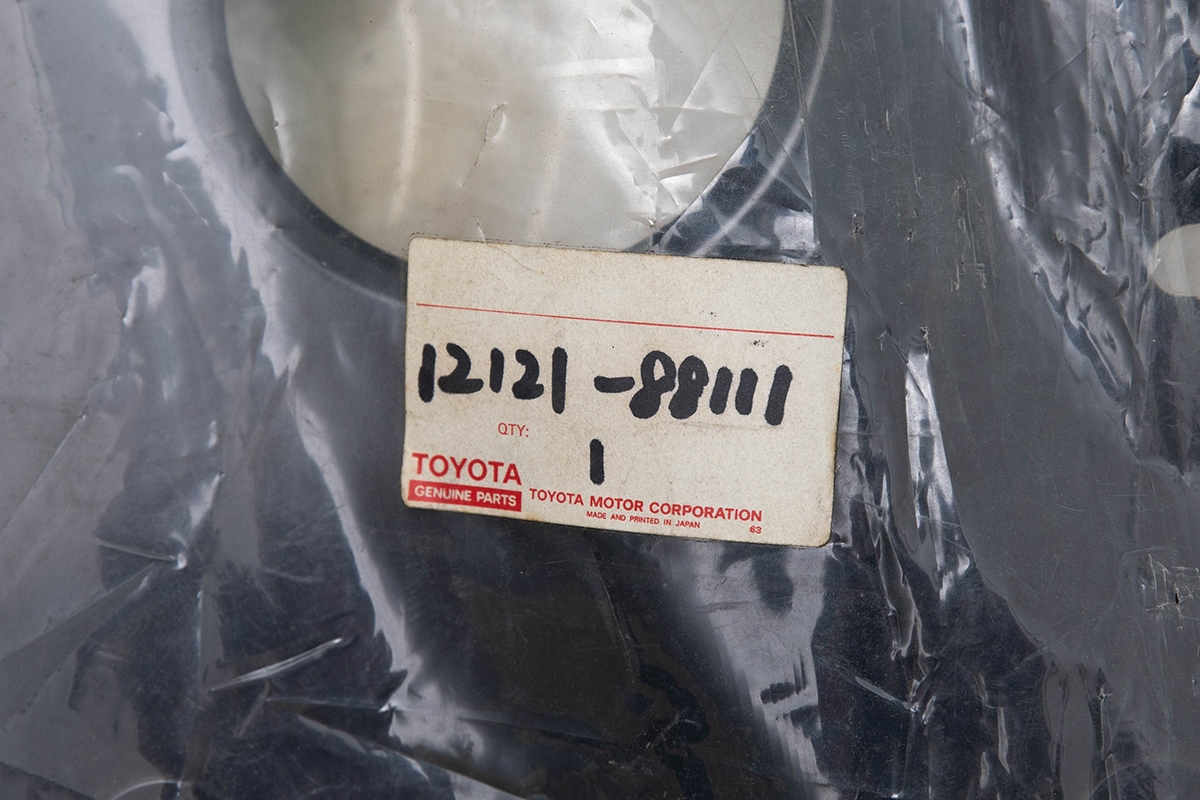 12121-88111
QTY:
1
TOYOTA
GENUINE PARTS
TOYOTA MOTOR CORPORATION
MADE AND PRINTED IN JAPAN
63